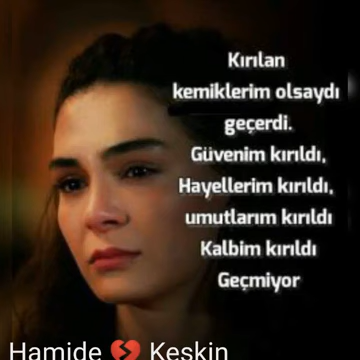 Kırılan
kemiklerim olsaydı
geçerdi.
Güvenim kırıldı,
Hayellerim kırıldı,
umutlarım kırıldı
Kalbim kırıldı
Geçmiyor
Hamide 💔 Keskin